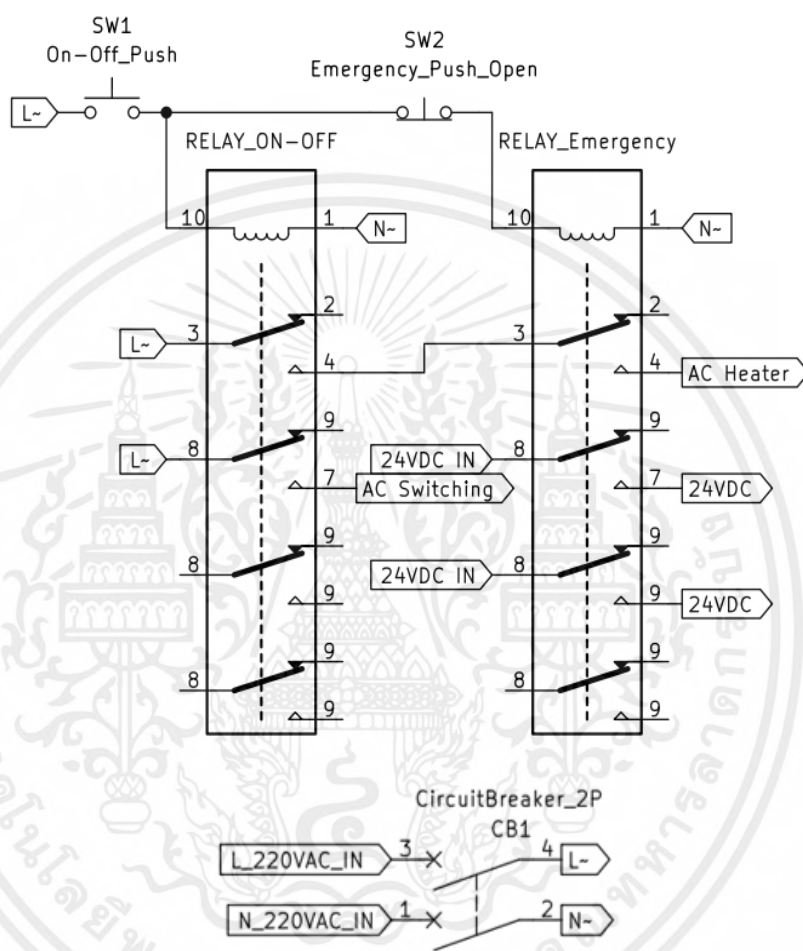 SW1
On-Off_Push
SW2
Emergency_Push_Open
L~
RELAY_ON-OFF
RELAY_Emergency
10
1
N~
10
1
N~
2
2
L~
3
3
4
4
AC Heater
9
9
L~
8
24VDC IN
8
7
AC Switching
7
24VDC
9
9
8
24VDC IN
8
9
9
24VDC
9
9
8
8
9
9
CircuitBreaker_2P
CB1
L_220VAC_IN
3
4
L~
N_220VAC_IN
1
2
N~